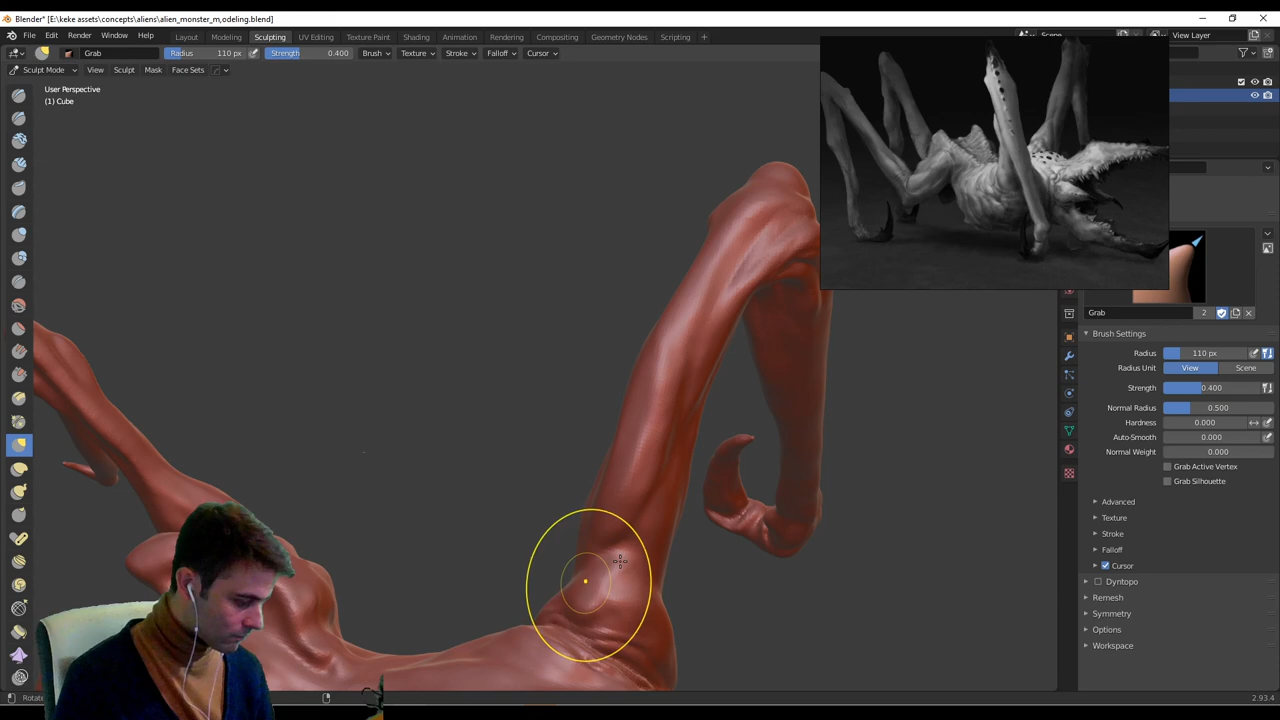 Blender* [E:\keke assets\concepts\aliens\alien_monster_m,odeling.blend]
File Edit Render Window Help Layout Modeling Sculpting UV Editing Texture Paint Shading Animation Rendering Compositing Geometry Nodes Scripting + Scene View Layer
Grab Radius 110 px Strength 0.400 Brush Texture Stroke Falloff Cursor
Sculpt Mode View Sculpt Mask Face Sets
User Perspective
(1) Cube
Grab 2
Brush Settings
Radius 110 px
Radius Unit View Scene
Strength 0.400
Normal Radius 0.500
Hardness 0.000
Auto-Smooth 0.000
Normal Weight 0.000
Grab Active Vertex
Grab Silhouette
Advanced
Texture
Stroke
Falloff
Cursor
Dyntopo
Remesh
Symmetry
Options
Workspace
Rotate
2.93.4